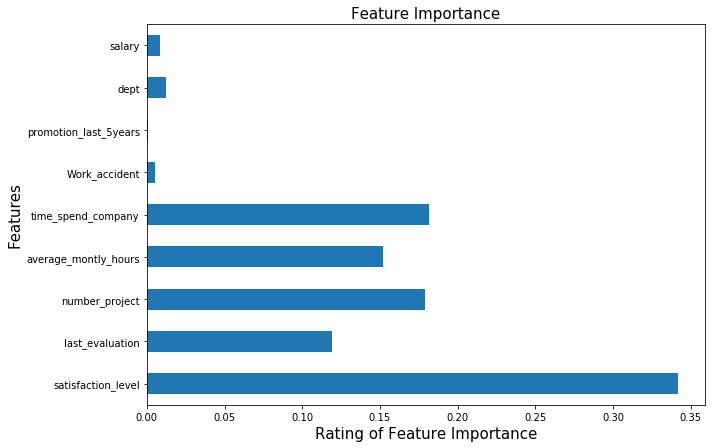 Feature Importance
salary
dept
promotion_last_5years
Work_accident
time_spend_company
average_montly_hours
number_project
last_evaluation
satisfaction_level
Features
0.00 0.05 0.10 0.15 0.20 0.25 0.30 0.35
Rating of Feature Importance